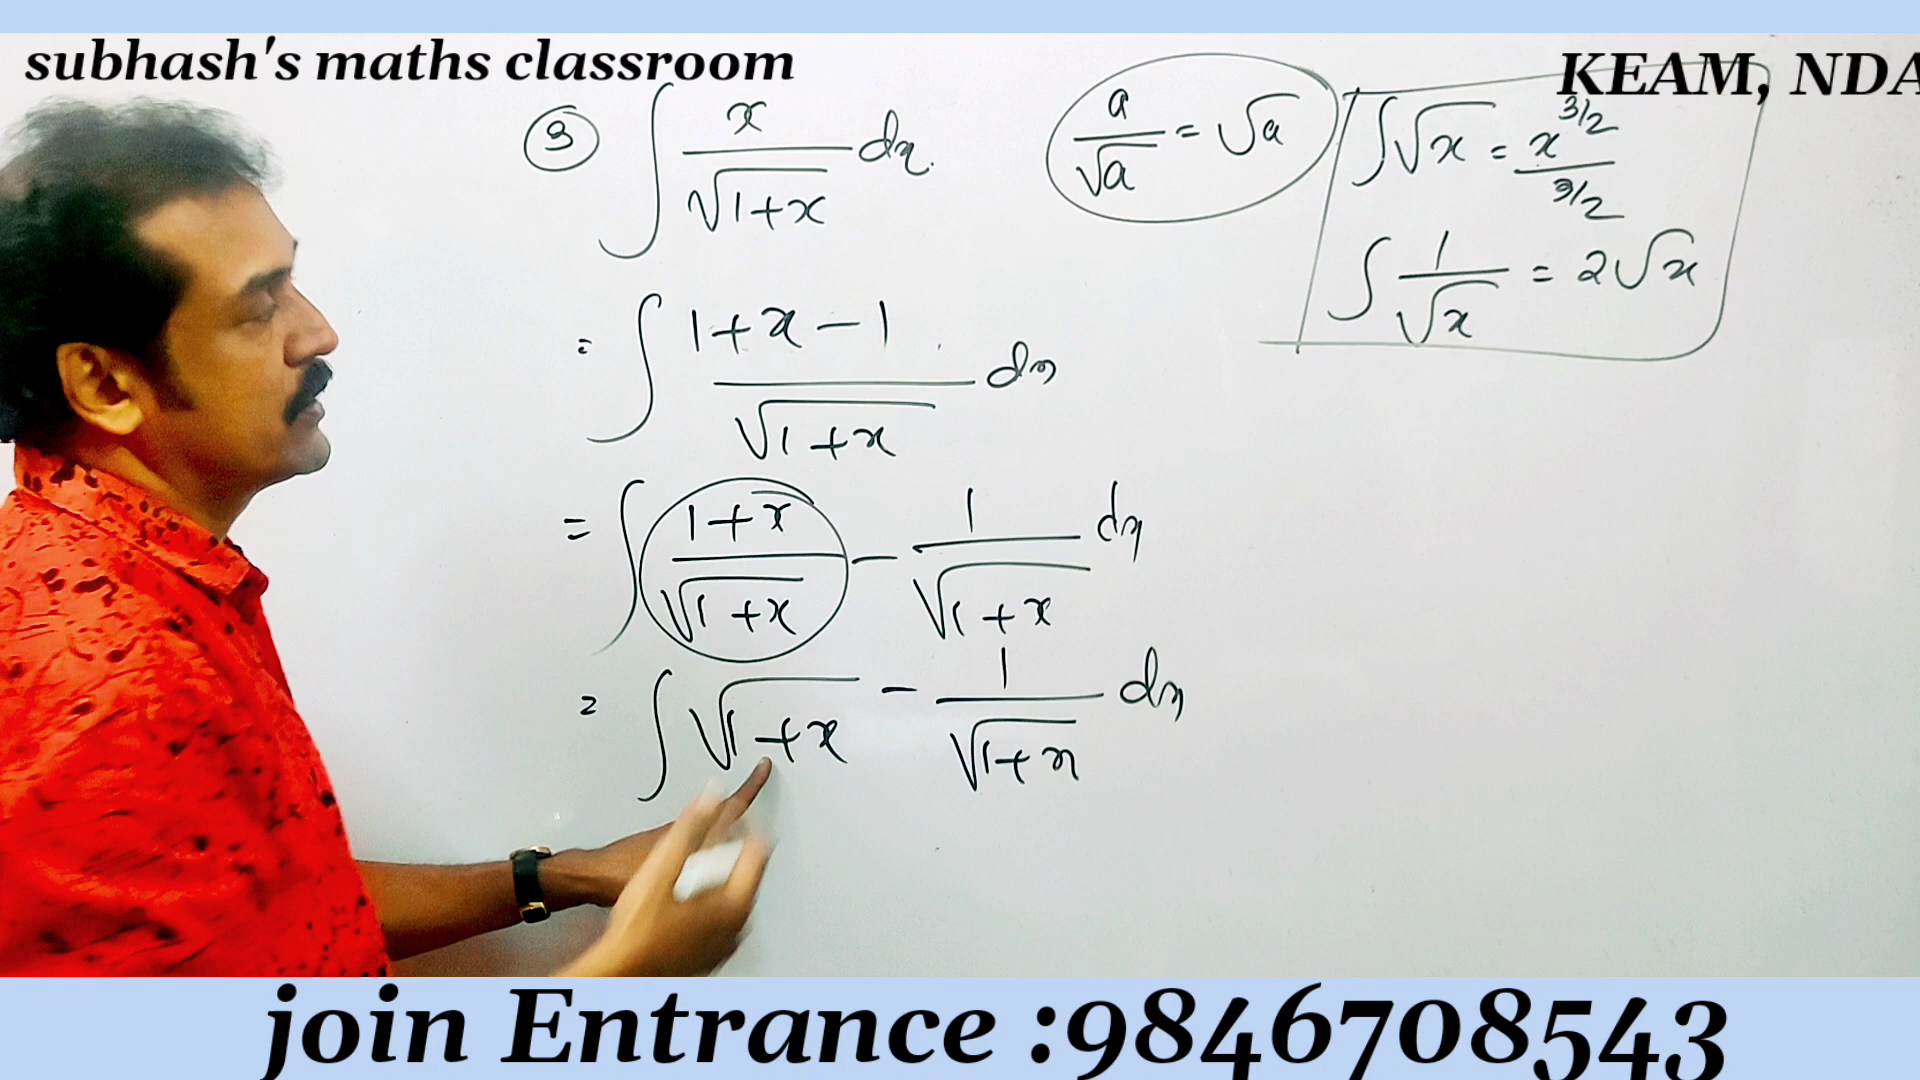 subhash's maths classroom
KEAM, NDA
③ ∫ x/√(1+x) dx.
= ∫ (1+x-1)/√(1+x) dx
= ∫ (1+x)/√(1+x) - 1/√(1+x) dx
= ∫ √(1+x) - 1/√(1+x) dx
a/√a = √a
∫√x = x^(3/2)/(3/2)
∫ 1/√x = 2√x
join Entrance :9846708543